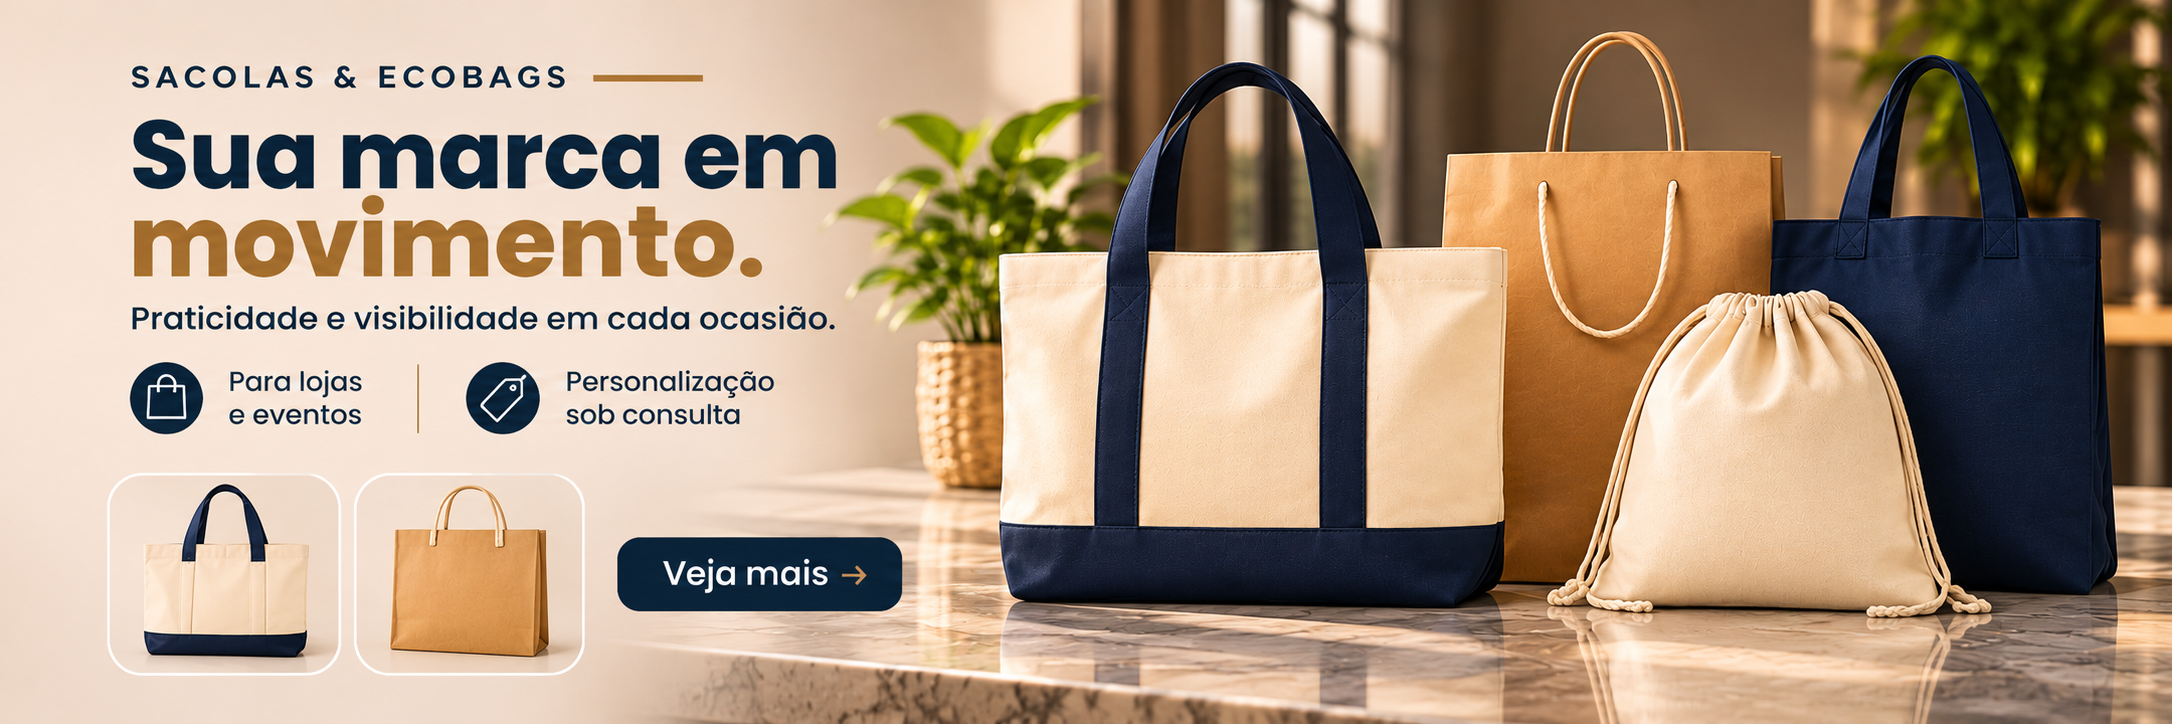 SACOLAS & ECOBAGS
Sua marca em
movimento.
Praticidade e visibilidade em cada ocasião.
Para lojas
e eventos
Personalização
sob consulta
Veja mais →